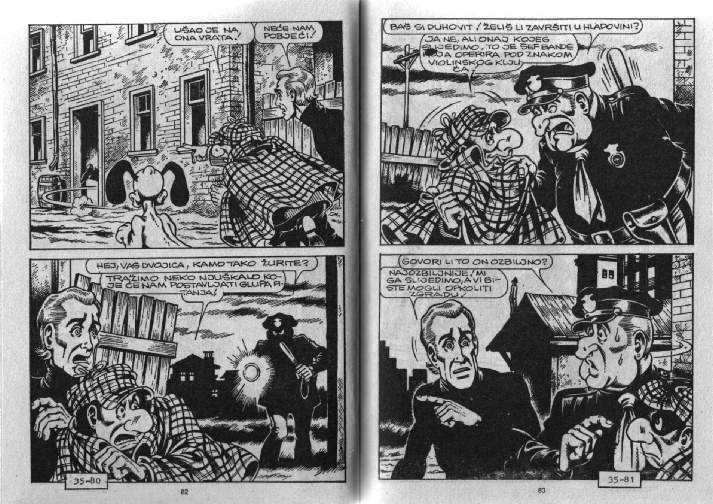 UŠAO JE NA
ONA VRATA!
NEĆE NAM
POBJEĆI!
HEJ, VAS DVOJICA, KAMO TAKO ŽURITE?
TRAŽIMO NEKO NJUŠKALO KO-
JE ĆE NAM POSTAVLJATI GLUPA PI-
TANJA!
35-80
82
BAŠ SI DUHOVIT! ŽELIŠ LI ZAVRŠITI U HLADOVINI?
JA NE, ALI ONAJ KOJEG
SLIJEDIMO, TO JE ŠEF BANDE
KOJA OPERIRA POD ZNAKOM
VIOLINSKOG KLJU-
ČA.
GOVORI LI TO ON OZBILJNO?
NAJOZBILJNIJE! MI
GA SLIJEDIMO, A VI BI-
STE MOGLI OPKOLITI
ZGRADU!
35-81
83